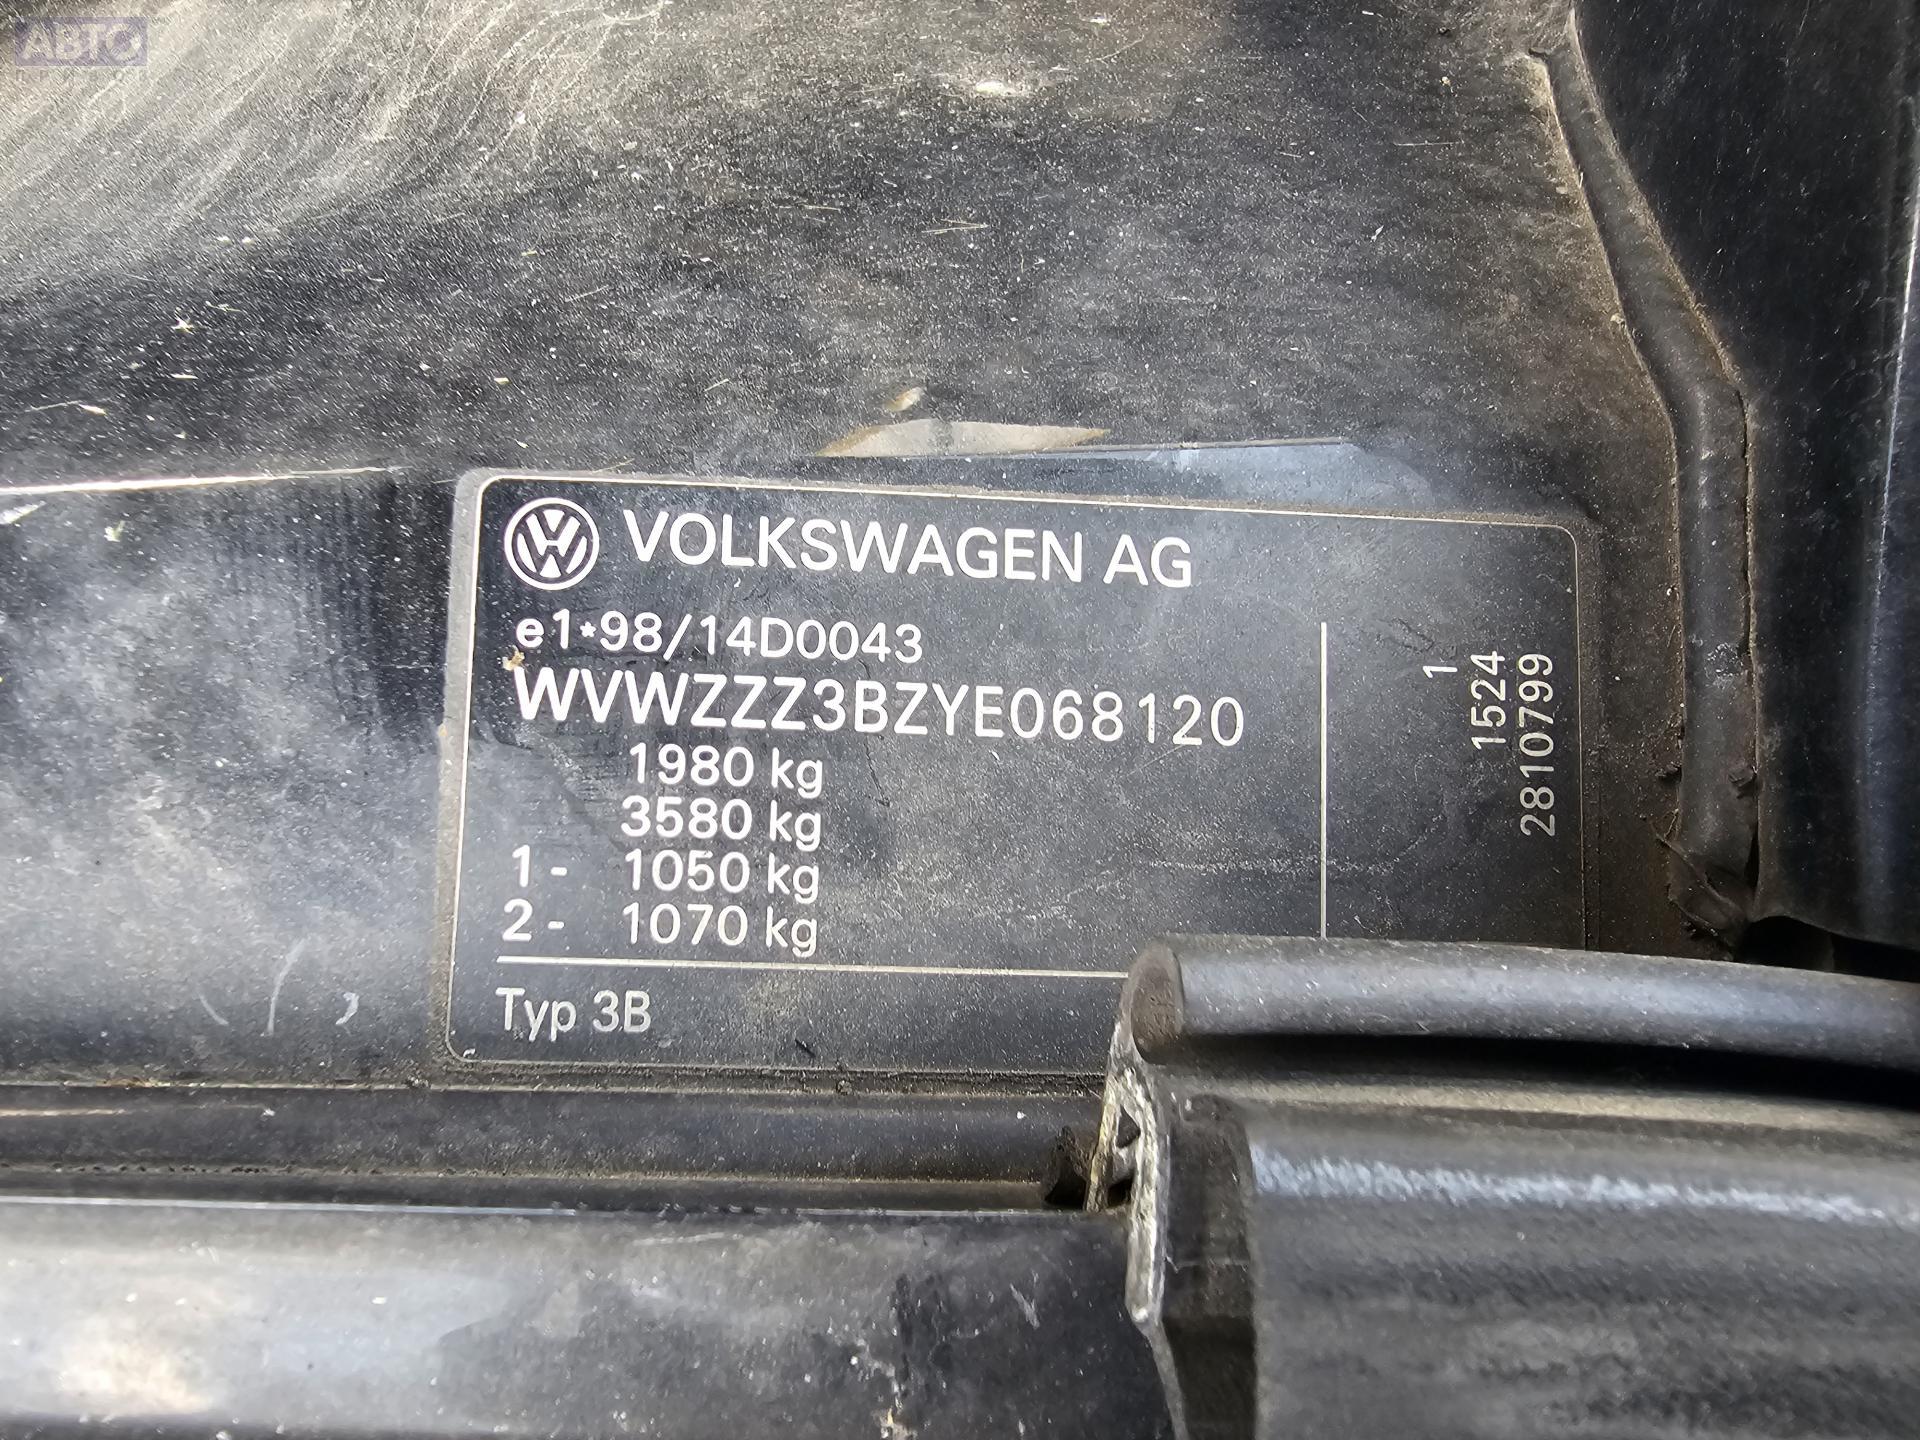 АВТО
VOLKSWAGEN AG
e1*98/14D0043
WVWZZZ3BZYE068120
1980 kg
3580 kg
1- 1050 kg
2- 1070 kg
Typ 3B
1
1524
2810799